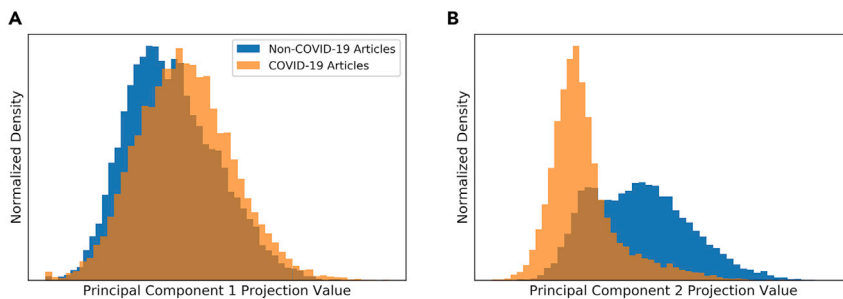 A
Normalized Density
Non-COVID-19 Articles
COVID-19 Articles
Principal Component 1 Projection Value
B
Normalized Density
Principal Component 2 Projection Value